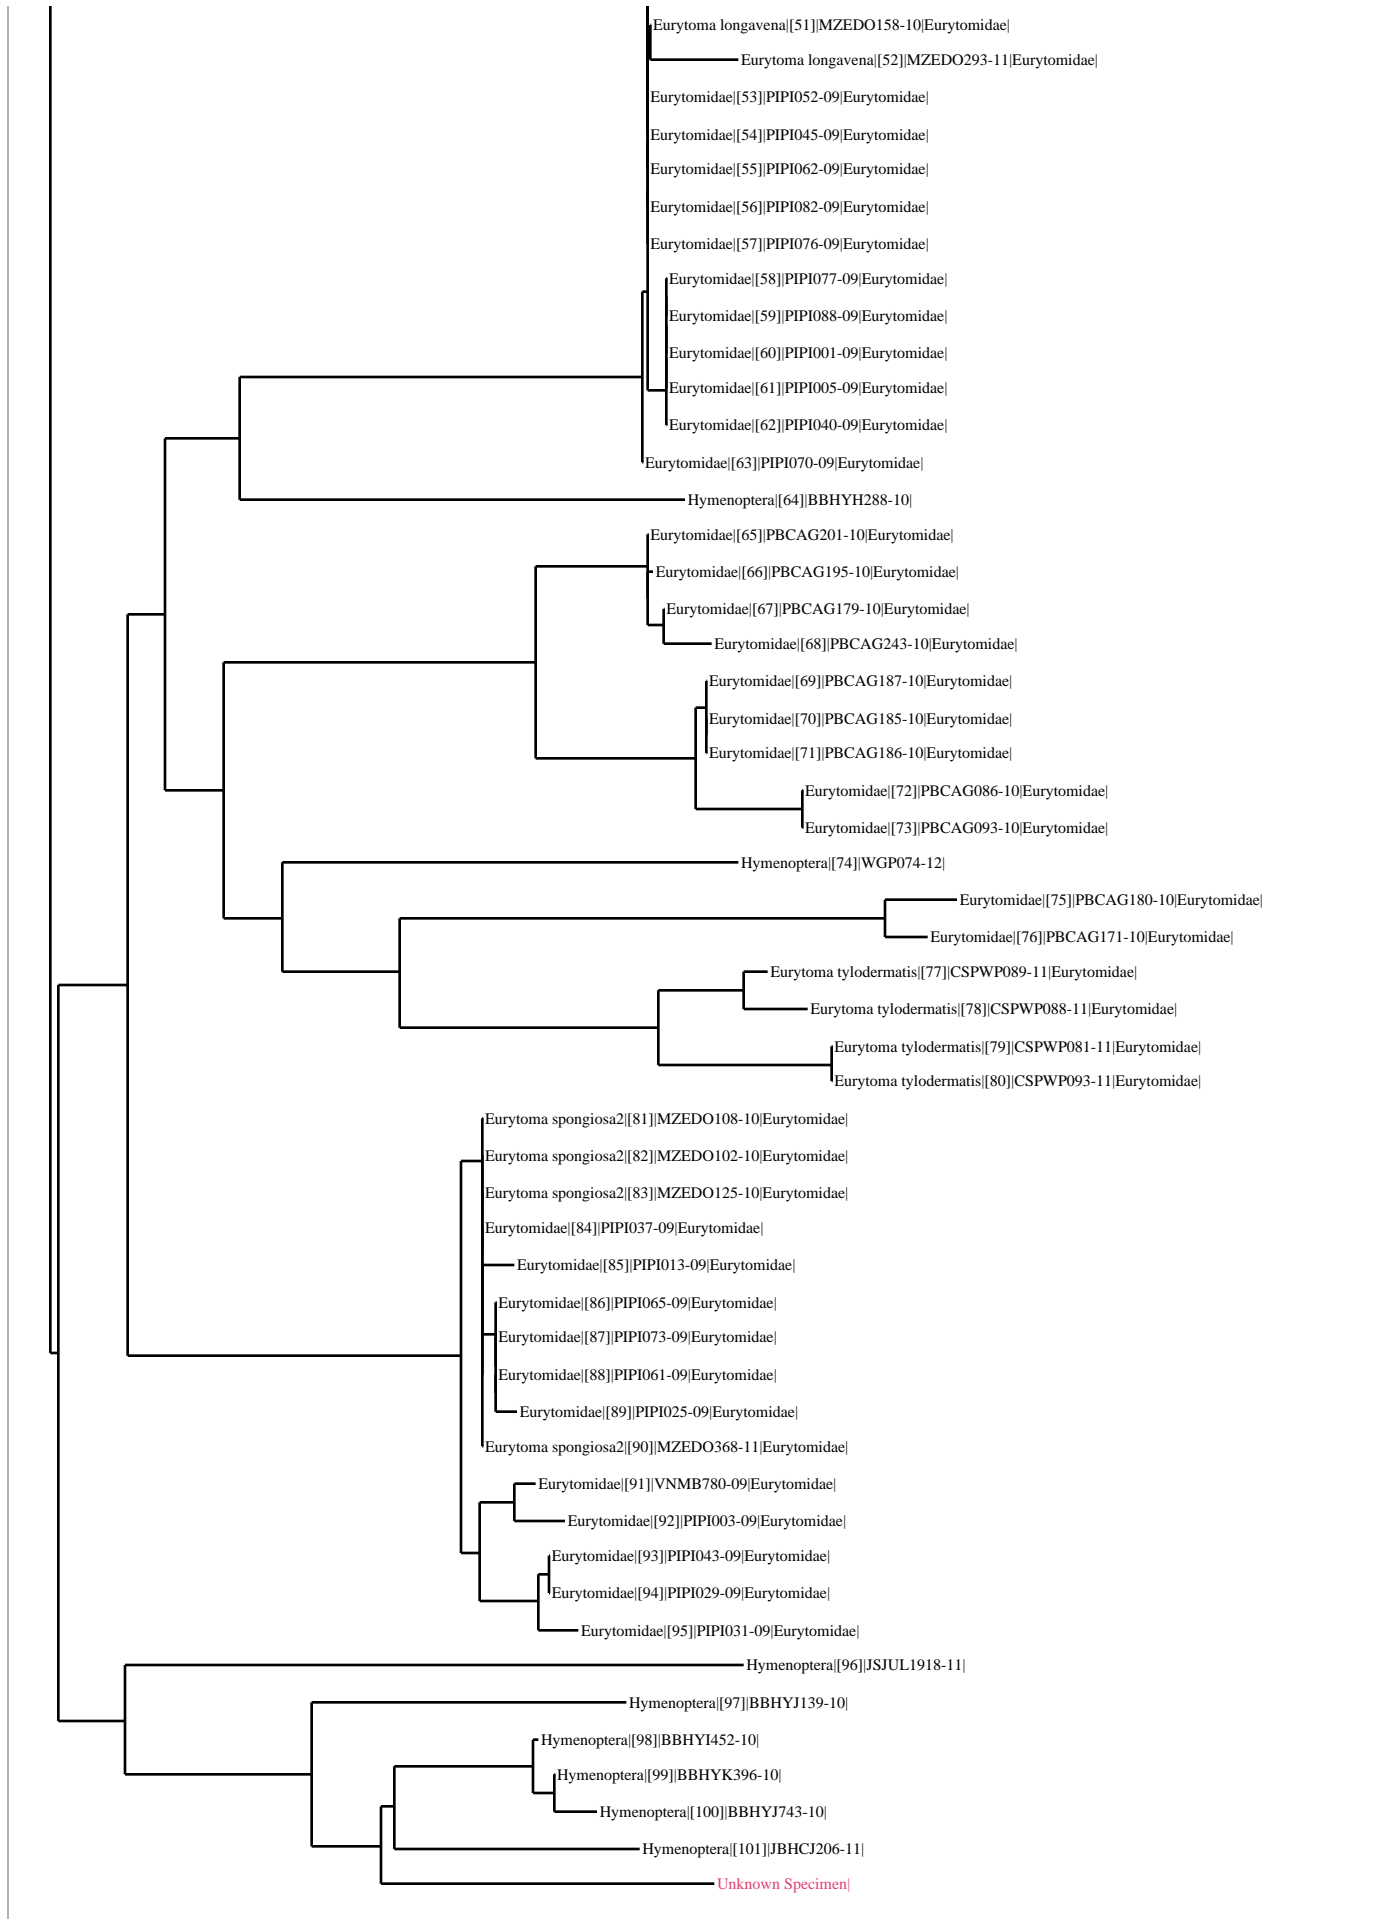 Eurytoma longavena|[51]|MZEDO158-10|Eurytomidae|
Eurytoma longavena|[52]|MZEDO293-11|Eurytomidae|
Eurytomidae|[53]|PIPI052-09|Eurytomidae|
Eurytomidae|[54]|PIPI045-09|Eurytomidae|
Eurytomidae|[55]|PIPI062-09|Eurytomidae|
Eurytomidae|[56]|PIPI082-09|Eurytomidae|
Eurytomidae|[57]|PIPI076-09|Eurytomidae|
Eurytomidae|[58]|PIPI077-09|Eurytomidae|
Eurytomidae|[59]|PIPI088-09|Eurytomidae|
Eurytomidae|[60]|PIPI001-09|Eurytomidae|
Eurytomidae|[61]|PIPI005-09|Eurytomidae|
Eurytomidae|[62]|PIPI040-09|Eurytomidae|
Eurytomidae|[63]|PIPI070-09|Eurytomidae|
Hymenoptera|[64]|BBHYH288-10|
Eurytomidae|[65]|PBCAG201-10|Eurytomidae|
Eurytomidae|[66]|PBCAG195-10|Eurytomidae|
Eurytomidae|[67]|PBCAG179-10|Eurytomidae|
Eurytomidae|[68]|PBCAG243-10|Eurytomidae|
Eurytomidae|[69]|PBCAG187-10|Eurytomidae|
Eurytomidae|[70]|PBCAG185-10|Eurytomidae|
Eurytomidae|[71]|PBCAG186-10|Eurytomidae|
Eurytomidae|[72]|PBCAG086-10|Eurytomidae|
Eurytomidae|[73]|PBCAG093-10|Eurytomidae|
Hymenoptera|[74]|WGP074-12|
Eurytomidae|[75]|PBCAG180-10|Eurytomidae|
Eurytomidae|[76]|PBCAG171-10|Eurytomidae|
Eurytoma tylodermatis|[77]|CSPWP089-11|Eurytomidae|
Eurytoma tylodermatis|[78]|CSPWP088-11|Eurytomidae|
Eurytoma tylodermatis|[79]|CSPWP081-11|Eurytomidae|
Eurytoma tylodermatis|[80]|CSPWP093-11|Eurytomidae|
Eurytoma spongiosa2|[81]|MZEDO108-10|Eurytomidae|
Eurytoma spongiosa2|[82]|MZEDO102-10|Eurytomidae|
Eurytoma spongiosa2|[83]|MZEDO125-10|Eurytomidae|
Eurytomidae|[84]|PIPI037-09|Eurytomidae|
Eurytomidae|[85]|PIPI013-09|Eurytomidae|
Eurytomidae|[86]|PIPI065-09|Eurytomidae|
Eurytomidae|[87]|PIPI073-09|Eurytomidae|
Eurytomidae|[88]|PIPI061-09|Eurytomidae|
Eurytomidae|[89]|PIPI025-09|Eurytomidae|
Eurytoma spongiosa2|[90]|MZEDO368-11|Eurytomidae|
Eurytomidae|[91]|VNMB780-09|Eurytomidae|
Eurytomidae|[92]|PIPI003-09|Eurytomidae|
Eurytomidae|[93]|PIPI043-09|Eurytomidae|
Eurytomidae|[94]|PIPI029-09|Eurytomidae|
Eurytomidae|[95]|PIPI031-09|Eurytomidae|
Hymenoptera|[96]|JSJUL1918-11|
Hymenoptera|[97]|BBHYJ139-10|
Hymenoptera|[98]|BBHYI452-10|
Hymenoptera|[99]|BBHYK396-10|
Hymenoptera|[100]|BBHYJ743-10|
Hymenoptera|[101]|JBHCJ206-11|
Unknown Specimen|